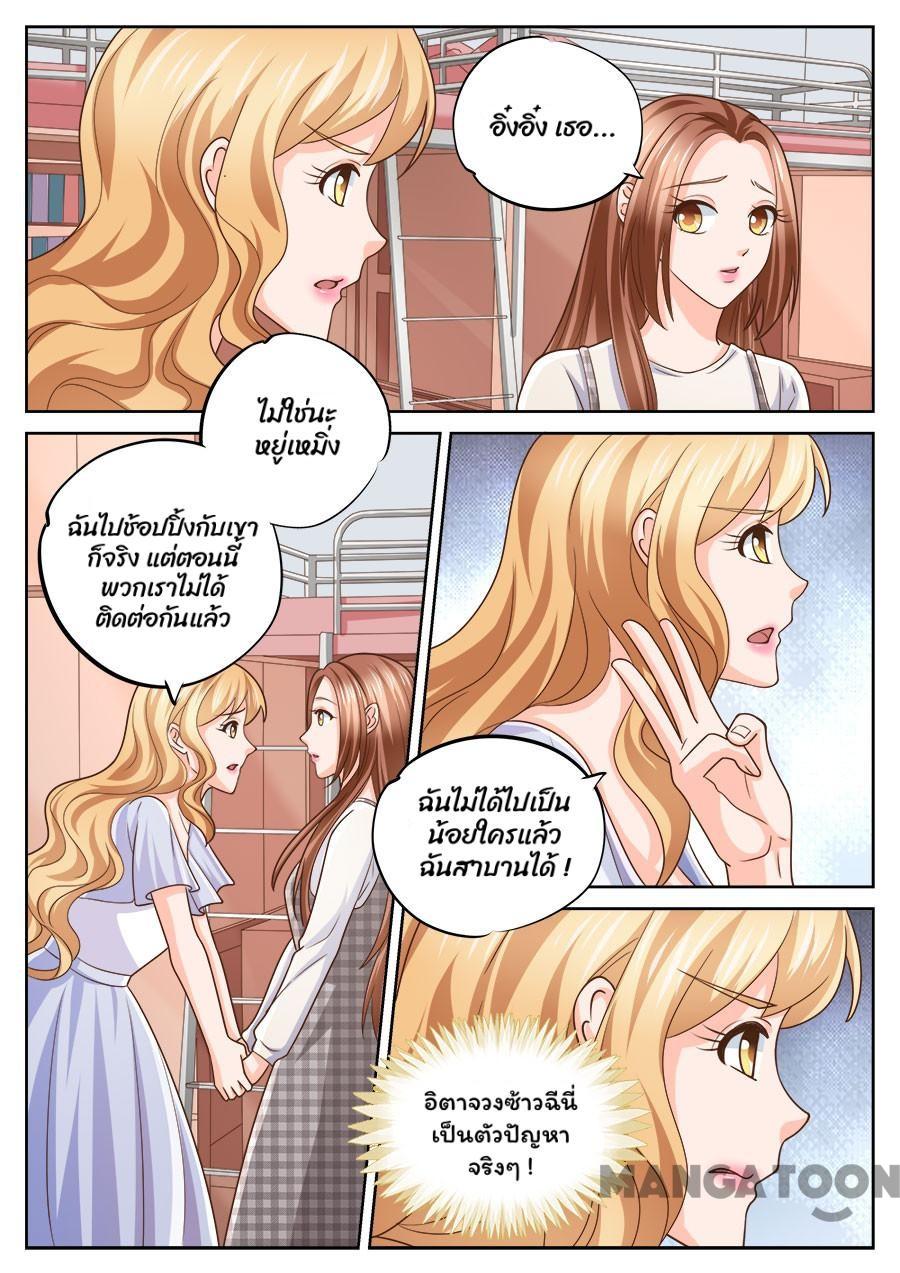 อิ๋งอิ๋ง เธอ...
ไม่ใช่นะ
หยู่เหมิ่ง
ฉันไปช้อปปิ้งกับเขา
ก็จริง แต่ตอนนี้
พวกเราไม่ได้
ติดต่อกันแล้ว
ฉันไม่ได้ไปเป็น
น้อยใครแล้ว
ฉันสาบานได้ !
อิตาจวงซ้าวฉีนี่
เป็นตัวปัญหา
จริงๆ !
MANGATOON